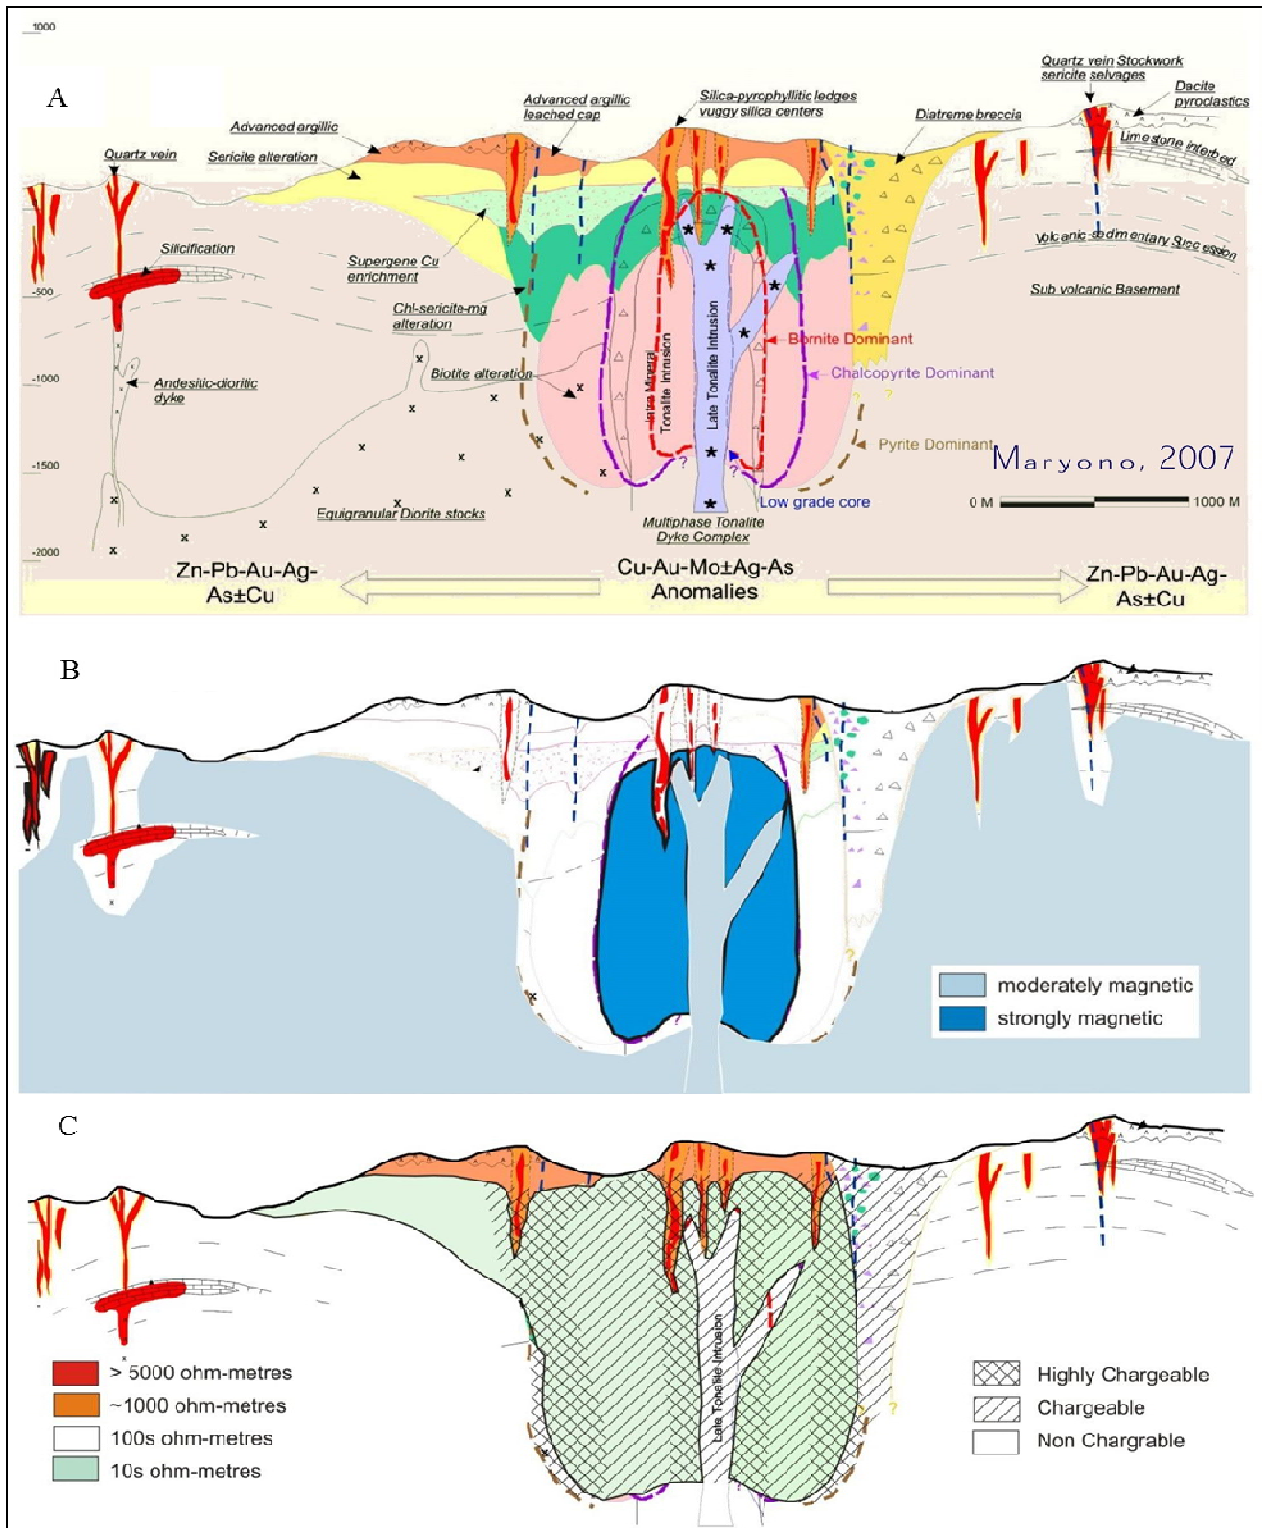 1000
A
Quartz vein Stockwork
sericite selvages
Dacite
pyroclastics
Advanced argillic
leached cap
Silica-pyrophyllitic ledges
vuggy silica centers
Diatreme breccia
Advanced argillic
Limestone interbed
Quartz vein
Sericite alteration
Silicification
Volcanic sedimentary Succession
Supergene Cu
enrichment
Sub volcanic Basement
-500
Chl-sericite-mg
alteration
Bornite Dominant
Intra Mineral
Tonalite Intrusion
Late Tonalite Intrusion
Biotite alteration
Chalcopyrite Dominant
-1000
Andesitic-dioritic
dyke
? ?
Pyrite Dominant
Maryono, 2007
-1500
? ?
0 M 1000 M
Low grade core
Equigranular Diorite stocks
Multiphase Tonalite
Dyke Complex
-2000
Zn-Pb-Au-Ag-
As±Cu
Cu-Au-Mo±Ag-As
Anomalies
Zn-Pb-Au-Ag-
As±Cu
B
?
?
moderately magnetic
strongly magnetic
C
Late Tonalite Intrusion
> 5000 ohm-metres
~1000 ohm-metres
100s ohm-metres
10s ohm-metres
?
Highly Chargeable
Chargeable
Non Chargrable